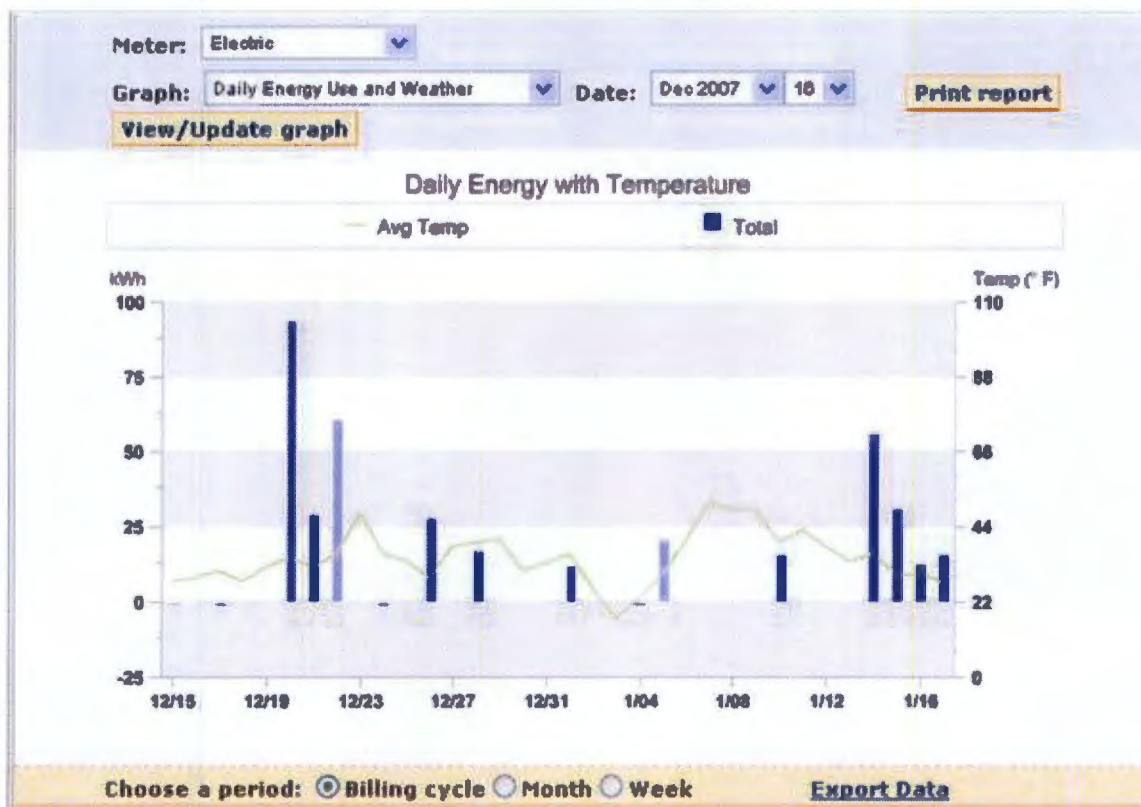 Meter: Electric
Graph: Daily Energy Use and Weather Date: Dec 2007 16 Print report
View/Update graph
Daily Energy with Temperature
Avg Temp Total
kWh Temp (° F)
100 110
75 88
50 66
25 44
0 22
-25 0
12/15 12/19 12/23 12/27 12/31 1/04 1/08 1/12 1/16
Choose a period: Billing cycle Month Week Export Data